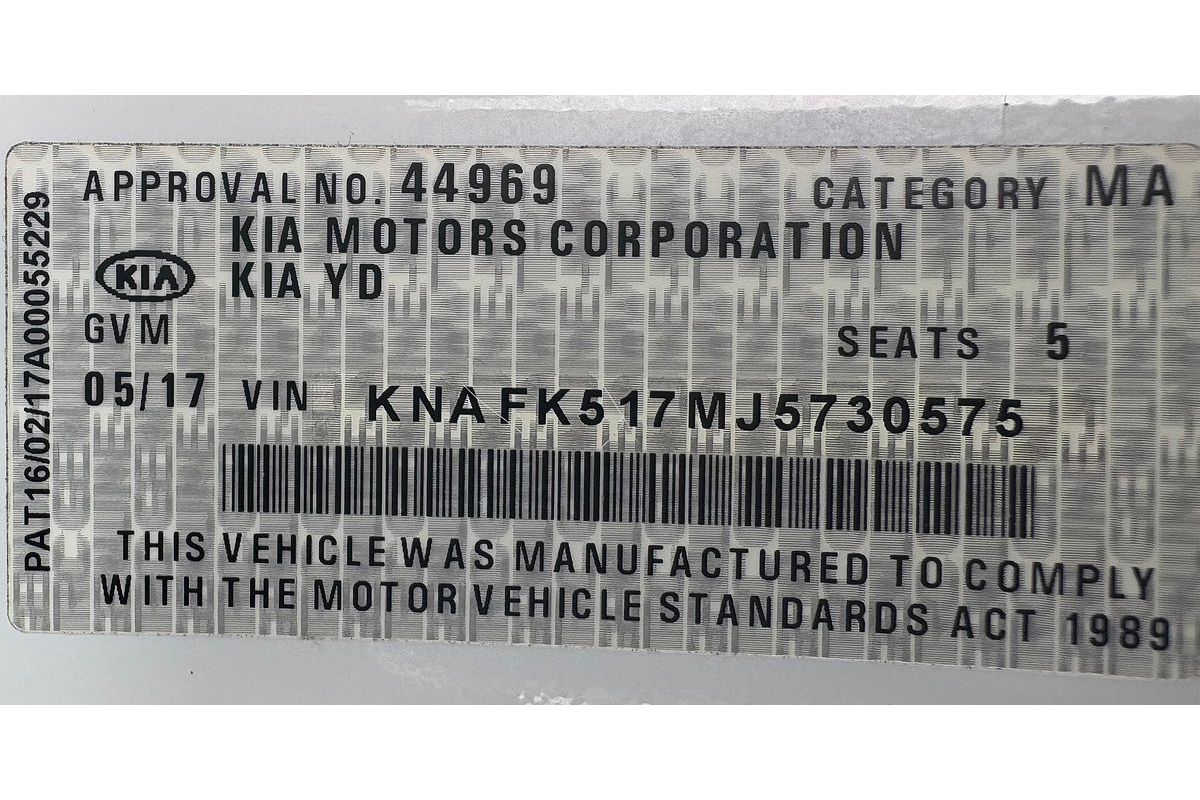 APPROVAL NO. 44969 CATEGORY MA
KIA MOTORS CORPORATION
KIA KIA YD
GVM SEATS 5
05/17 VIN KNAFK517MJ5730575
THIS VEHICLE WAS MANUFACTURED TO COMPLY
WITH THE MOTOR VEHICLE STANDARDS ACT 1989
PAT16/02/17A00055229